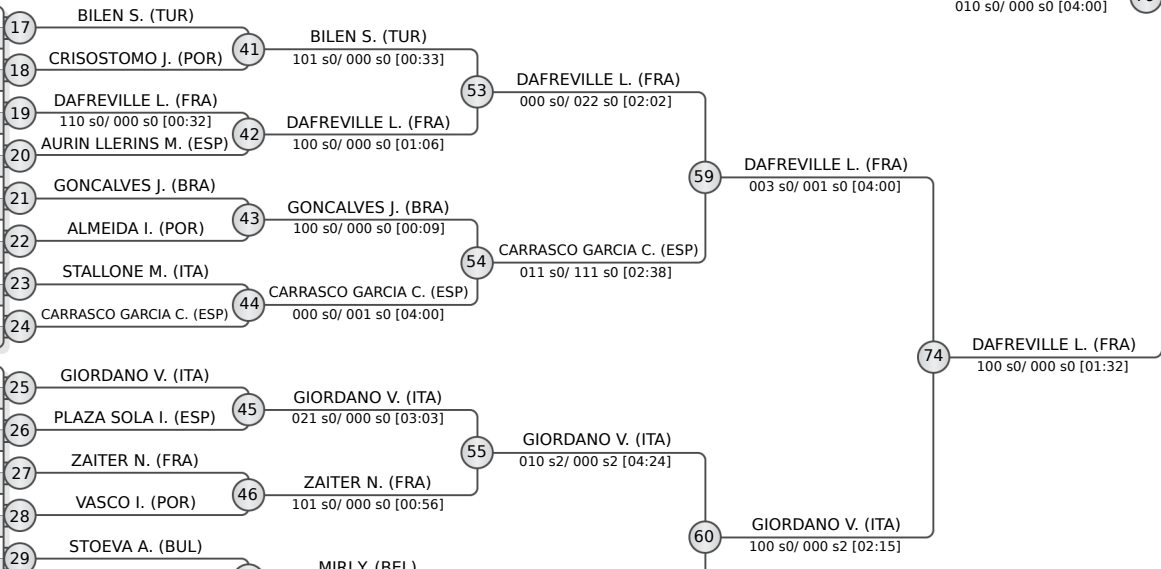 010 s0/ 000 s0 [04:00]
17
BILEN S. (TUR)
18
CRISOSTOMO J. (POR)
41
BILEN S. (TUR)
101 s0/ 000 s0 [00:33]
19
DAFREVILLE L. (FRA)
110 s0/ 000 s0 [00:32]
20
AURIN LLERINS M. (ESP)
42
DAFREVILLE L. (FRA)
100 s0/ 000 s0 [01:06]
53
DAFREVILLE L. (FRA)
000 s0/ 022 s0 [02:02]
21
GONCALVES J. (BRA)
22
ALMEIDA I. (POR)
43
GONCALVES J. (BRA)
100 s0/ 000 s0 [00:09]
23
STALLONE M. (ITA)
24
CARRASCO GARCIA C. (ESP)
44
CARRASCO GARCIA C. (ESP)
000 s0/ 001 s0 [04:00]
54
CARRASCO GARCIA C. (ESP)
011 s0/ 111 s0 [02:38]
59
DAFREVILLE L. (FRA)
003 s0/ 001 s0 [04:00]
25
GIORDANO V. (ITA)
26
PLAZA SOLA I. (ESP)
45
GIORDANO V. (ITA)
021 s0/ 000 s0 [03:03]
27
ZAITER N. (FRA)
28
VASCO I. (POR)
46
ZAITER N. (FRA)
101 s0/ 000 s0 [00:56]
55
GIORDANO V. (ITA)
010 s2/ 000 s2 [04:24]
29
STOEVA A. (BUL)
MIRI Y. (BEL)
60
GIORDANO V. (ITA)
100 s0/ 000 s2 [02:15]
74
DAFREVILLE L. (FRA)
100 s0/ 000 s0 [01:32]